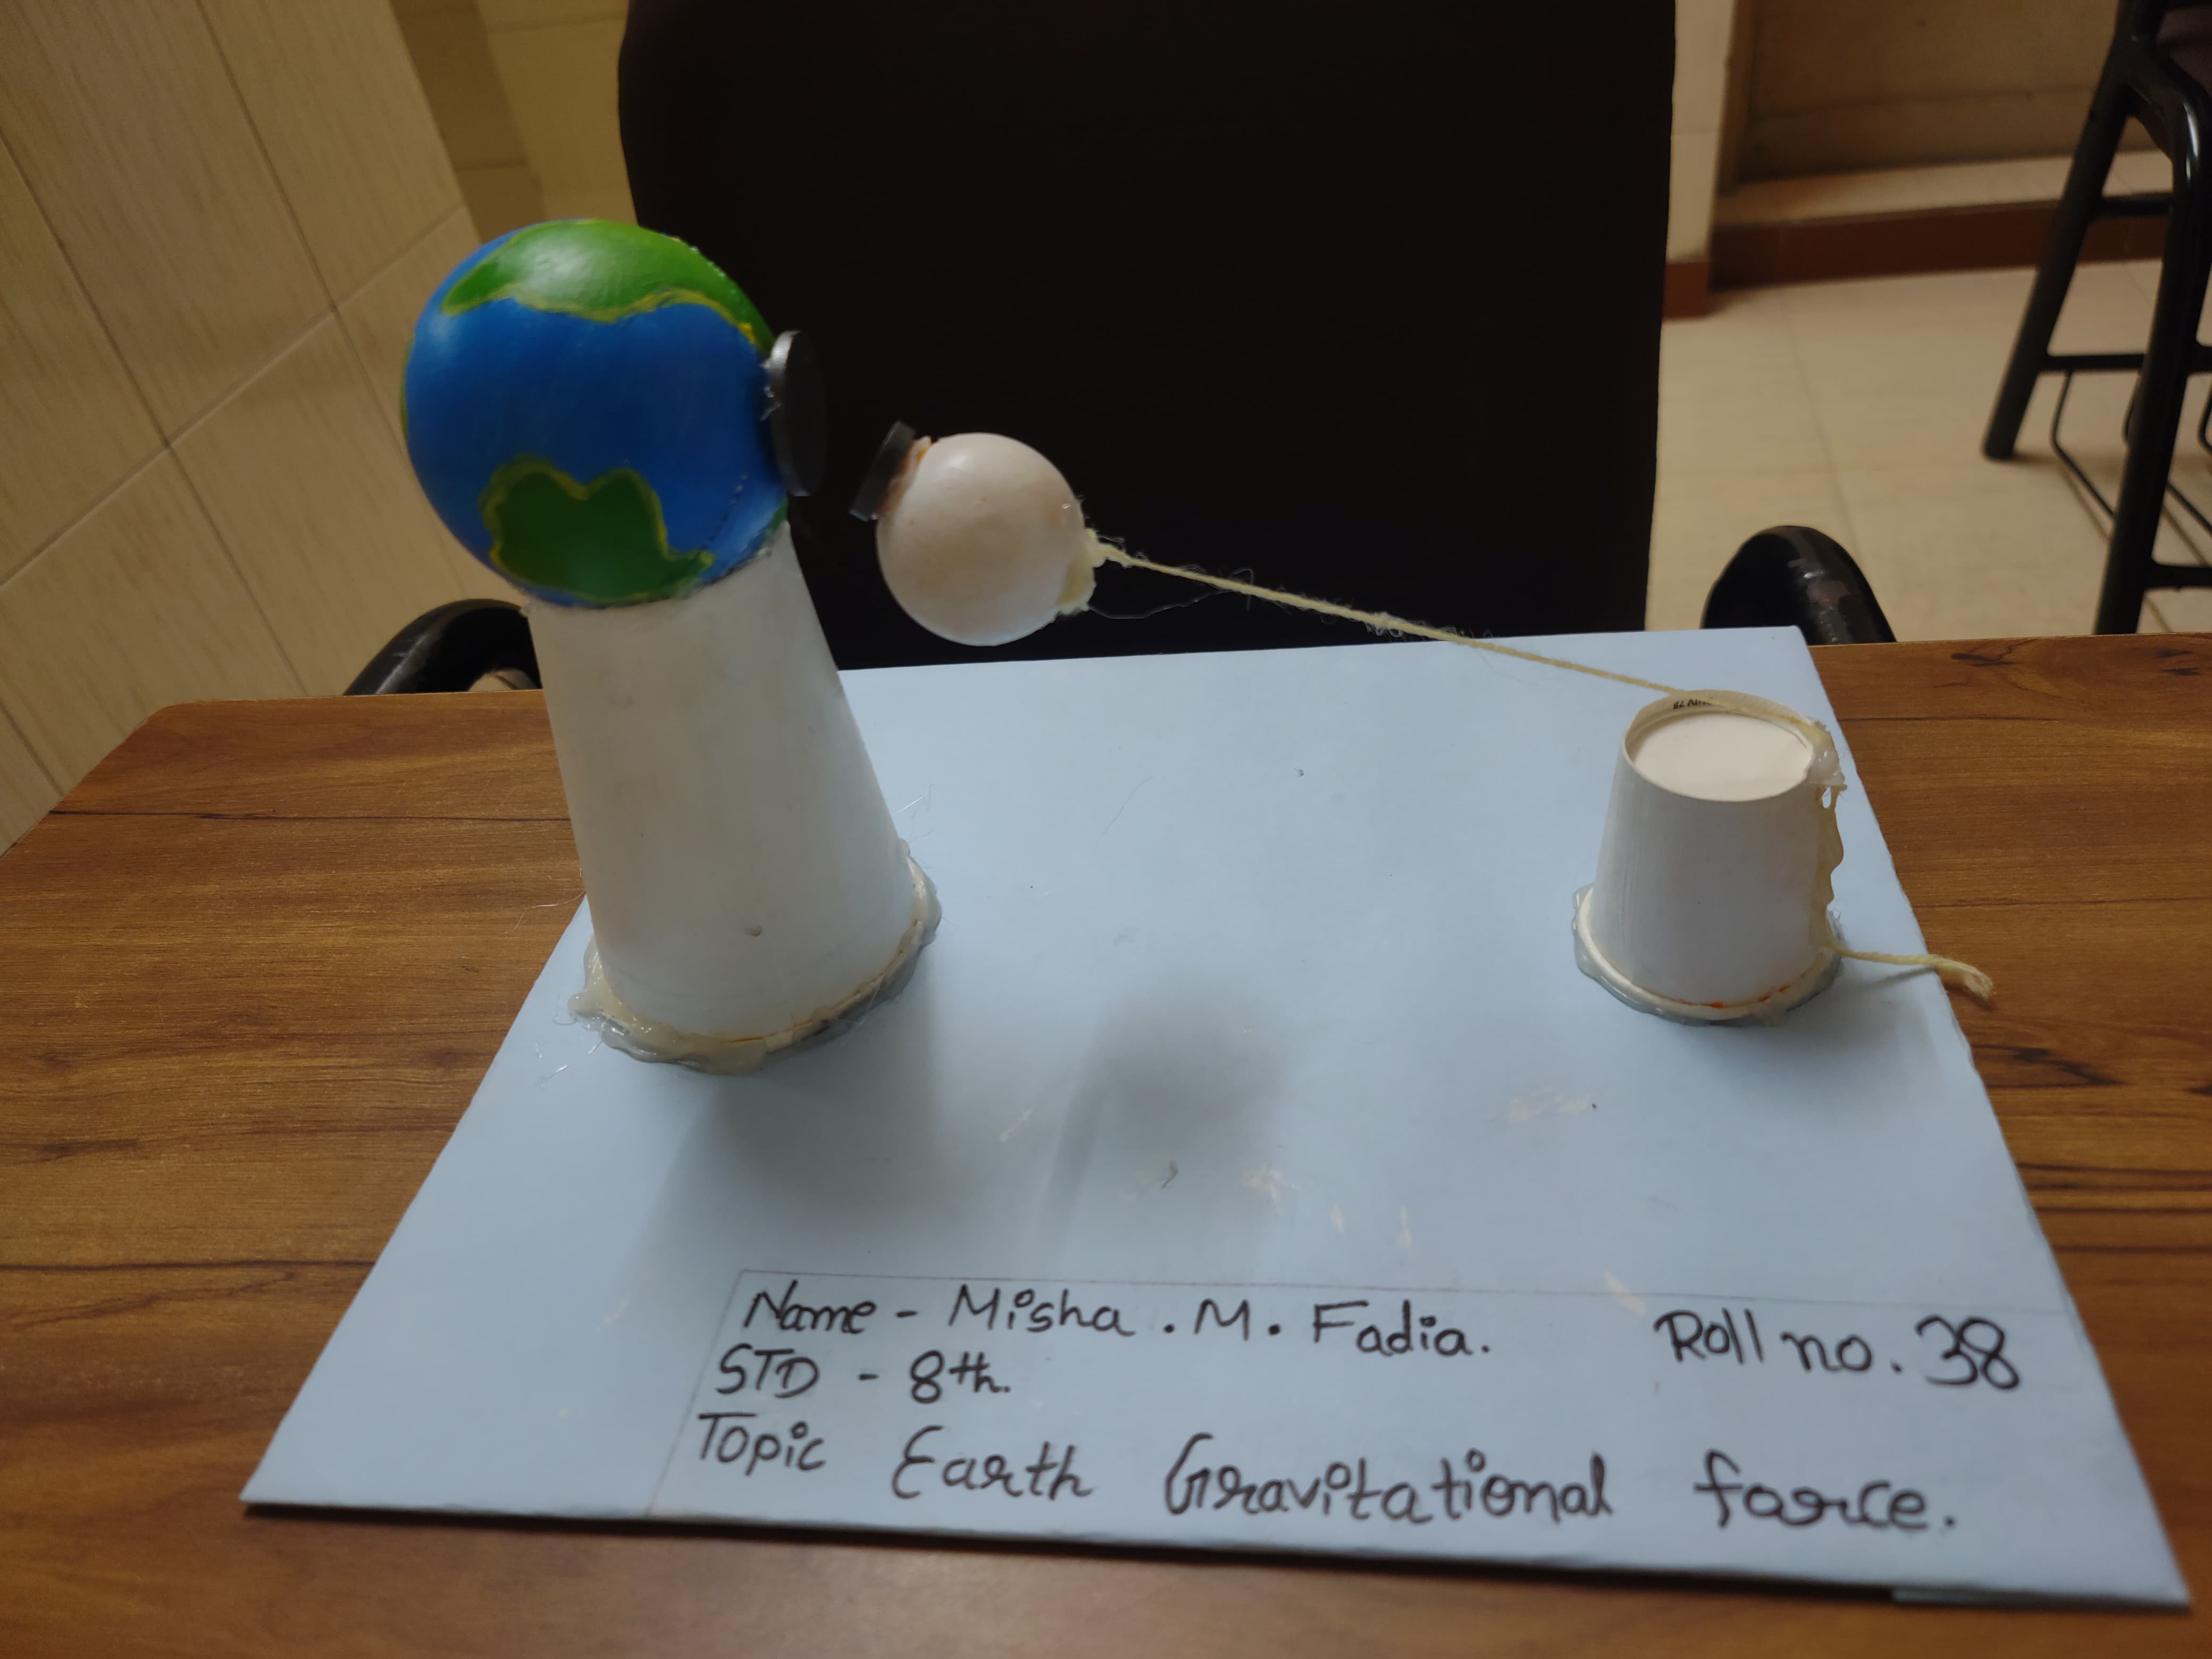 Name - Misha . M. Fadia. Roll no. 38
STD - 8th.
Topic Earth Gravitational force.